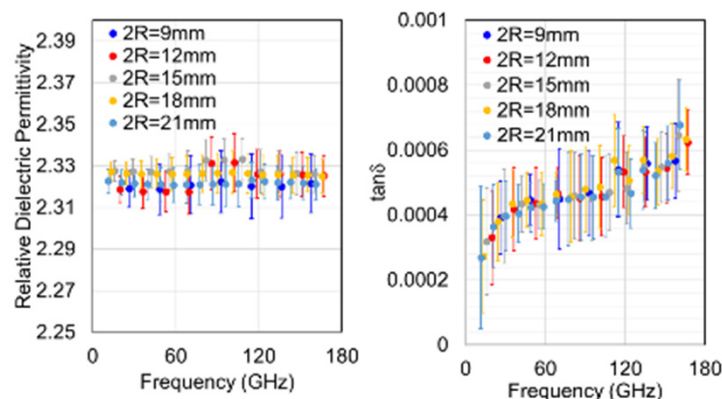 Relative Dielectric Permittivity
2.39
2.37
2.35
2.33
2.31
2.29
2.27
2.25
2R=9mm
2R=12mm
2R=15mm
2R=18mm
2R=21mm
0
60
120
180
Frequency (GHz)
tanδ
0.001
0.0008
0.0006
0.0004
0.0002
0
2R=9mm
2R=12mm
2R=15mm
2R=18mm
2R=21mm
0
60
120
180
Frequency (GHz)